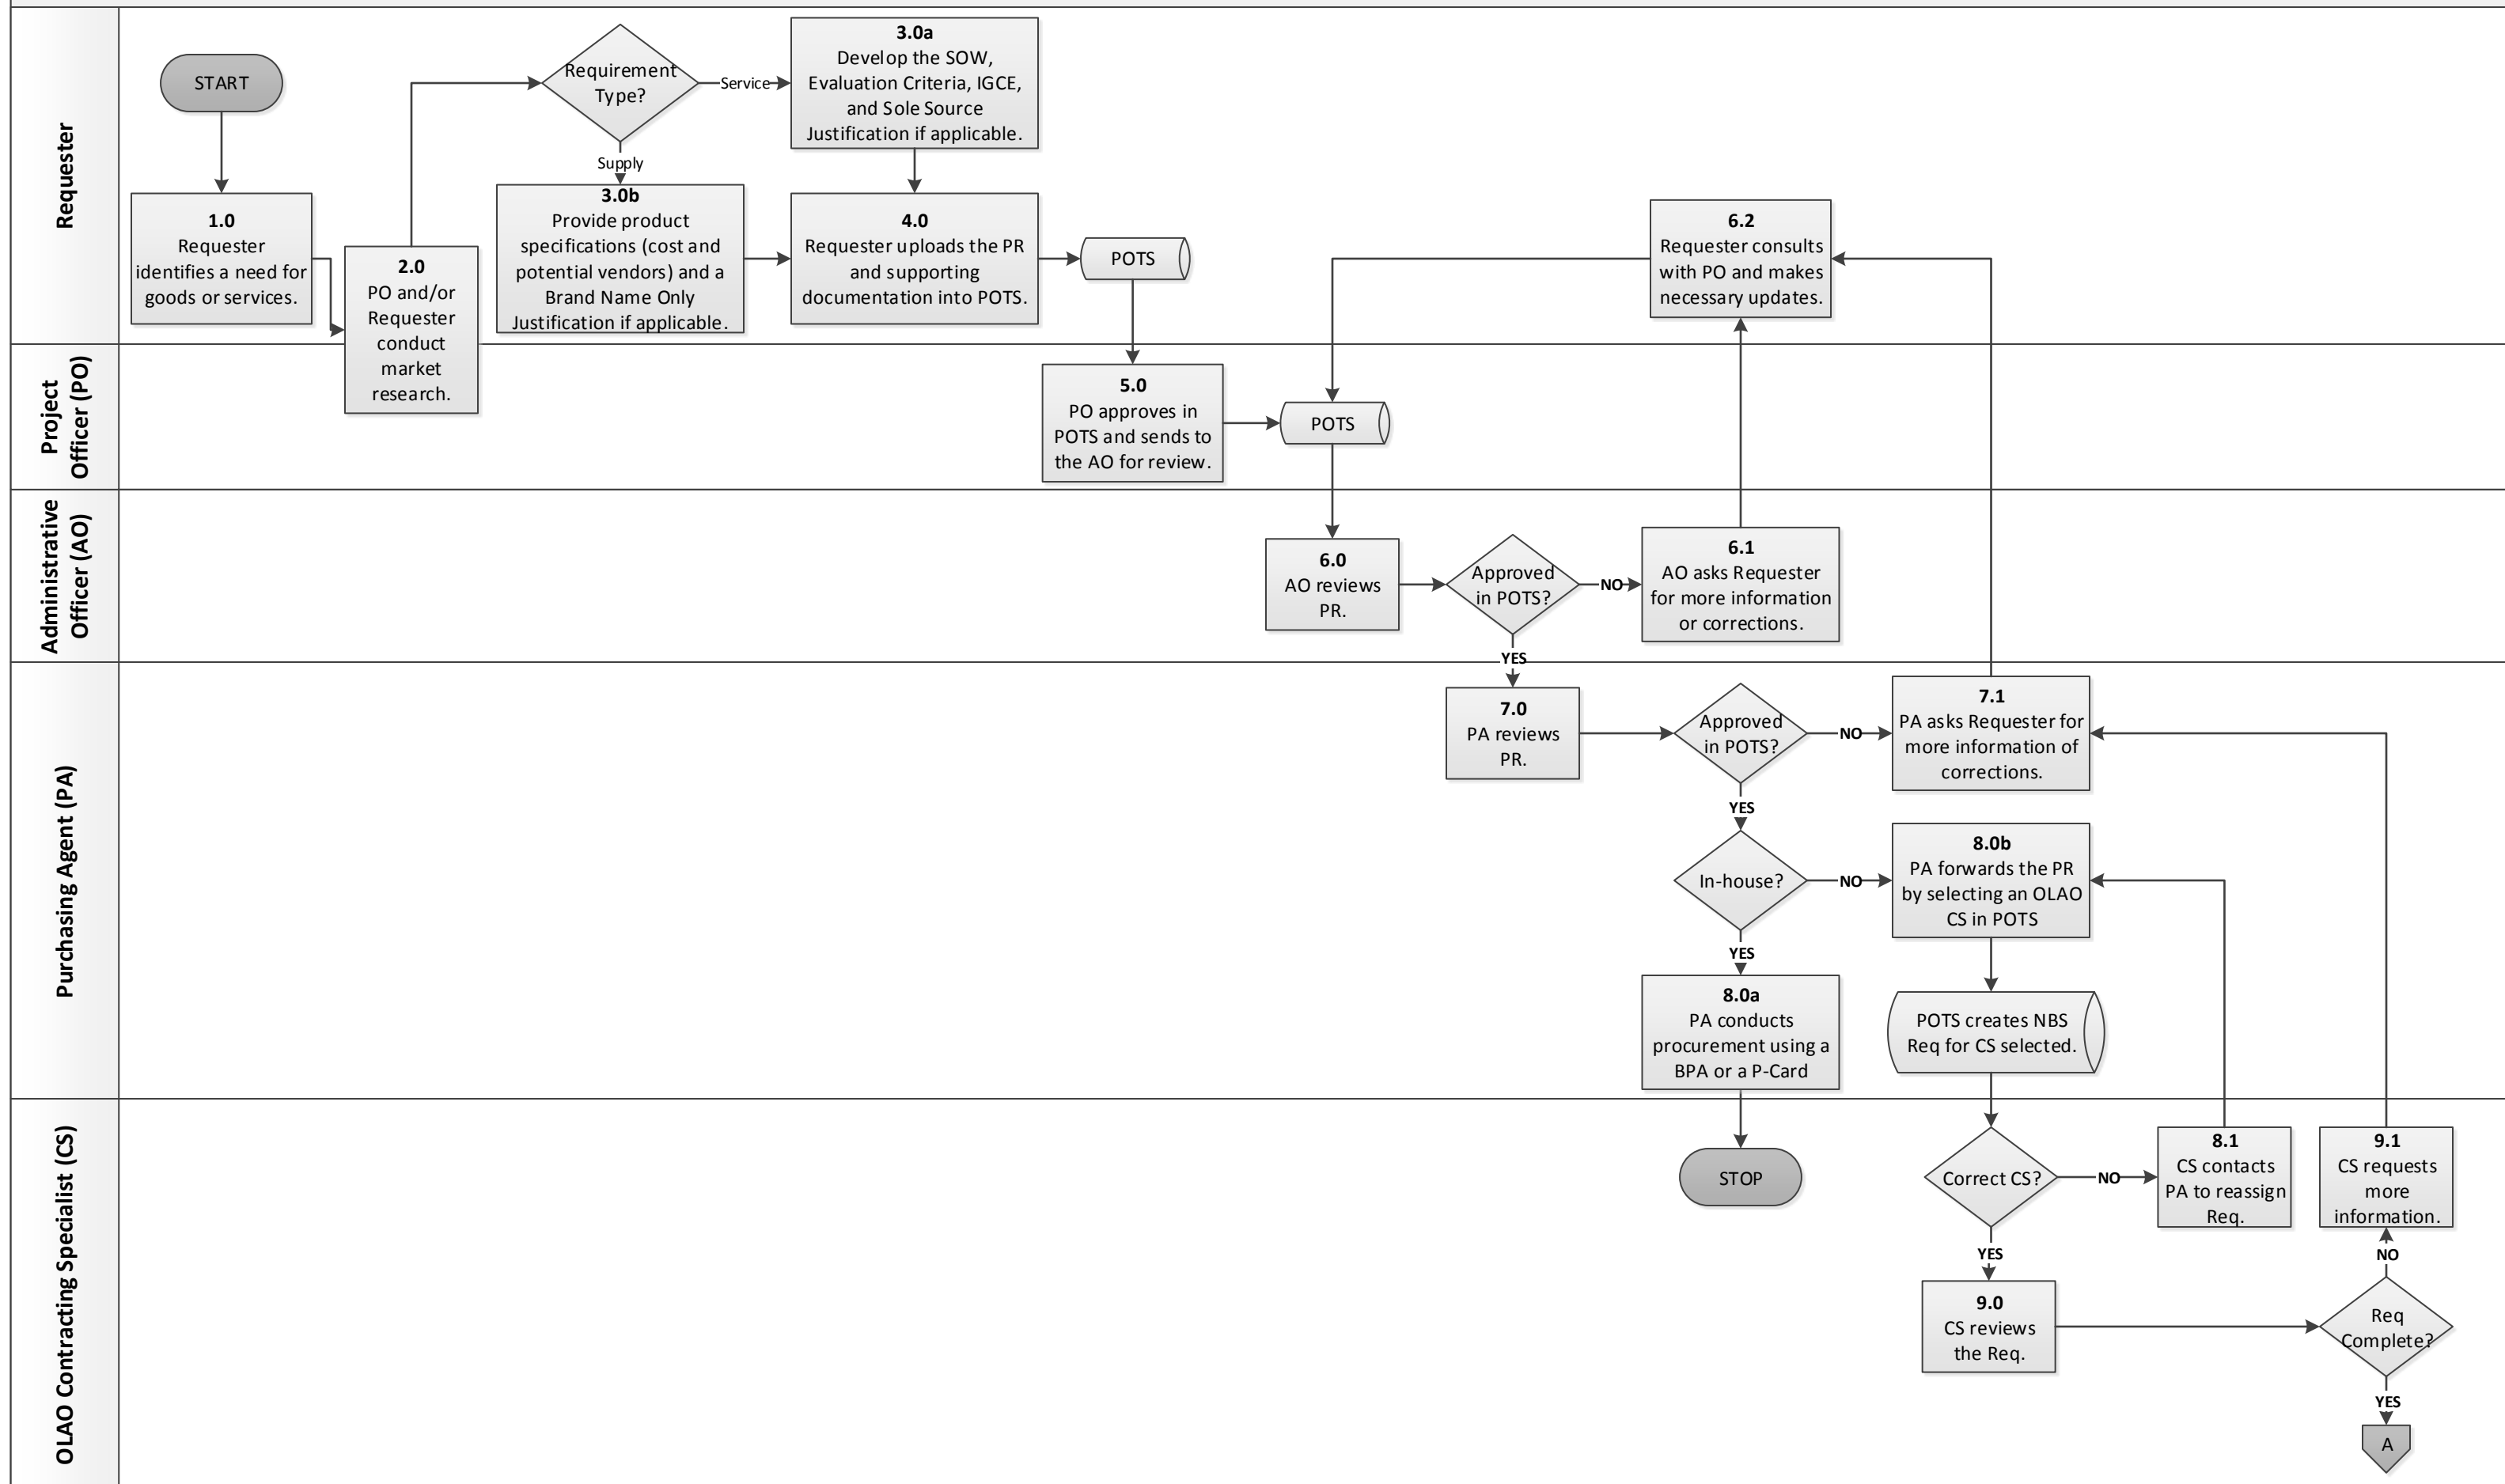 Requester
START
1.0
Requester
identifies a need for
goods or services.
2.0
PO and/or
Requester
conduct
market
research.
Requirement
Type?
Service
Supply
3.0a
Develop the SOW,
Evaluation Criteria, IGCE,
and Sole Source
Justification if applicable.
3.0b
Provide product
specifications (cost and
potential vendors) and a
Brand Name Only
Justification if applicable.
4.0
Requester uploads the PR
and supporting
documentation into POTS.
POTS
6.2
Requester consults
with PO and makes
necessary updates.
Project
Officer (PO)
5.0
PO approves in
POTS and sends to
the AO for review.
POTS
Administrative
Officer (AO)
6.0
AO reviews
PR.
Approved
in POTS?
NO
YES
6.1
AO asks Requester
for more information
or corrections.
Purchasing Agent (PA)
7.0
PA reviews
PR.
Approved
in POTS?
NO
YES
7.1
PA asks Requester for
more information of
corrections.
In-house?
NO
YES
8.0b
PA forwards the PR
by selecting an OLAO
CS in POTS
8.0a
PA conducts
procurement using a
BPA or a P-Card
POTS creates NBS
Req for CS selected.
OLAO Contracting Specialist (CS)
STOP
Correct CS?
NO
YES
8.1
CS contacts
PA to reassign
Req.
9.1
CS requests
more
information.
NO
9.0
CS reviews
the Req.
Req
Complete?
YES
A